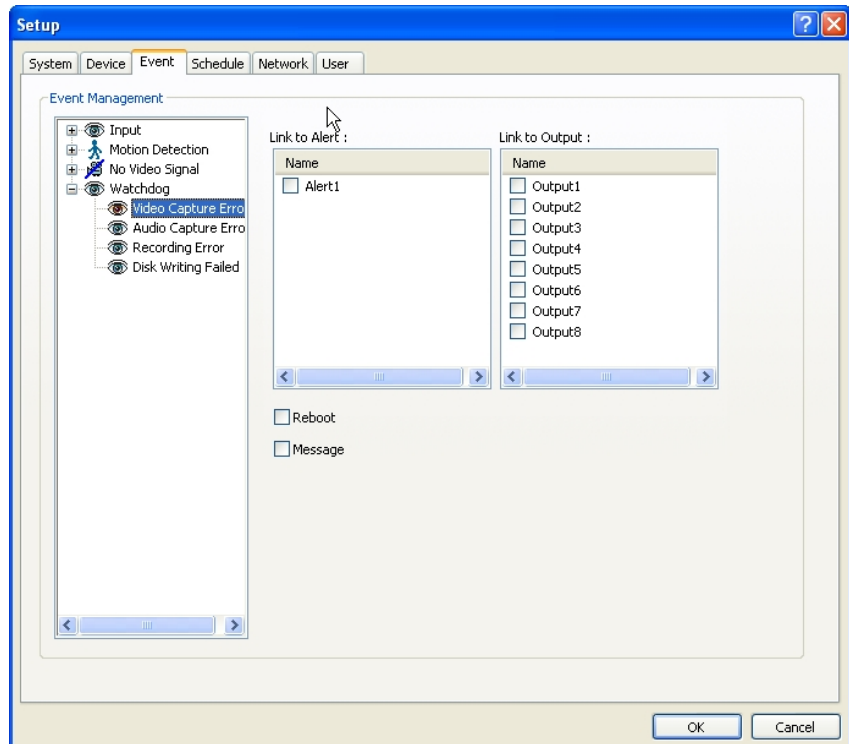 Setup
System Device Event Schedule Network User
Event Management
Input
Motion Detection
No Video Signal
Watchdog
Video Capture Erro
Audio Capture Erro
Recording Error
Disk Writing Failed
Link to Alert :
Name
Alert1
Link to Output :
Name
Output1
Output2
Output3
Output4
Output5
Output6
Output7
Output8
Reboot
Message
OK Cancel